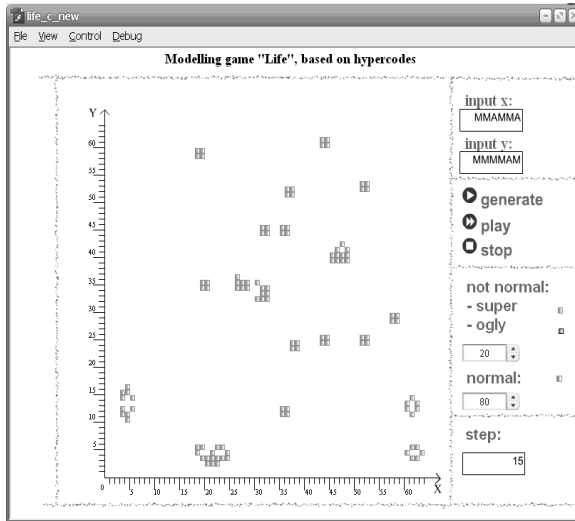 life_c_new
File View Control Debug
Modelling game "Life", based on hypercodes
Y
60
55
50
45
40
35
30
25
20
15
10
5
0 5 10 15 20 25 30 35 40 45 50 55 60
X
input x:
MMAMMA
input y:
MMMMAM
generate
play
stop
not normal:
- super
- ogly
20
normal:
80
step:
15